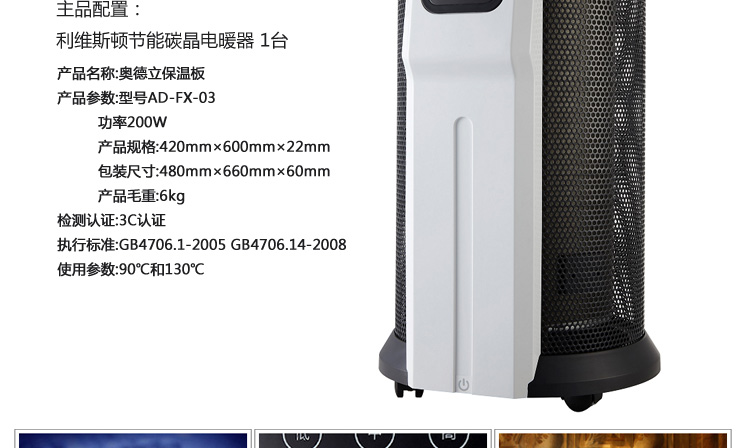 主品配置：
利维斯顿节能碳晶电暖器 1台
产品名称:奥德立保温板
产品参数:型号AD-FX-03
功率200W
产品规格:420mm×600mm×22mm
包装尺寸:480mm×660mm×60mm
产品毛重:6kg
检测认证:3C认证
执行标准:GB4706.1-2005 GB4706.14-2008
使用参数:90℃和130℃
低 中 高